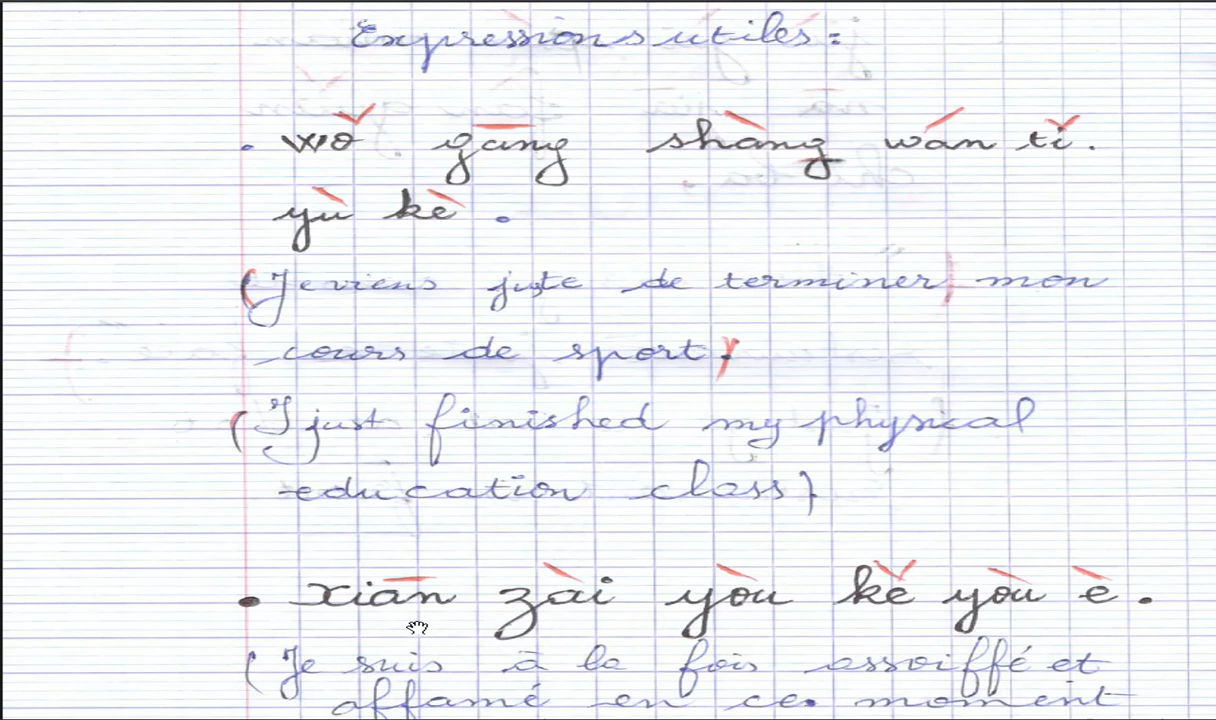 Expressions utiles :
. wǒ gāng shàng wán tǐ.
yù kè .
(Je viens juste de terminer) mon
cours de sport)
(I just finished my physical
education class)
. xiān zài yòu kě yòu è.
(Je suis à la fois assoiffé et
affamé en ce moment